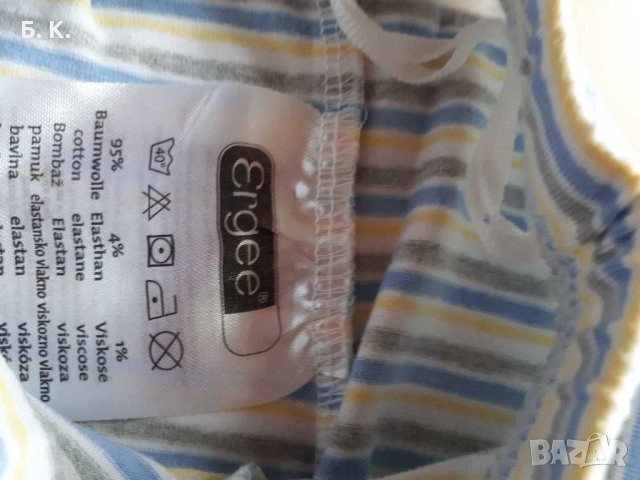 Б. К.
Ergee®
40°
95% 4% 1%
Baumwolle Elasthan Viskose
cotton elastane viscose
Bombaž Elastan viskoza
pamuk elastansko vlakno viskozno vlakno
bavlna elastan viskóza
BAZAR